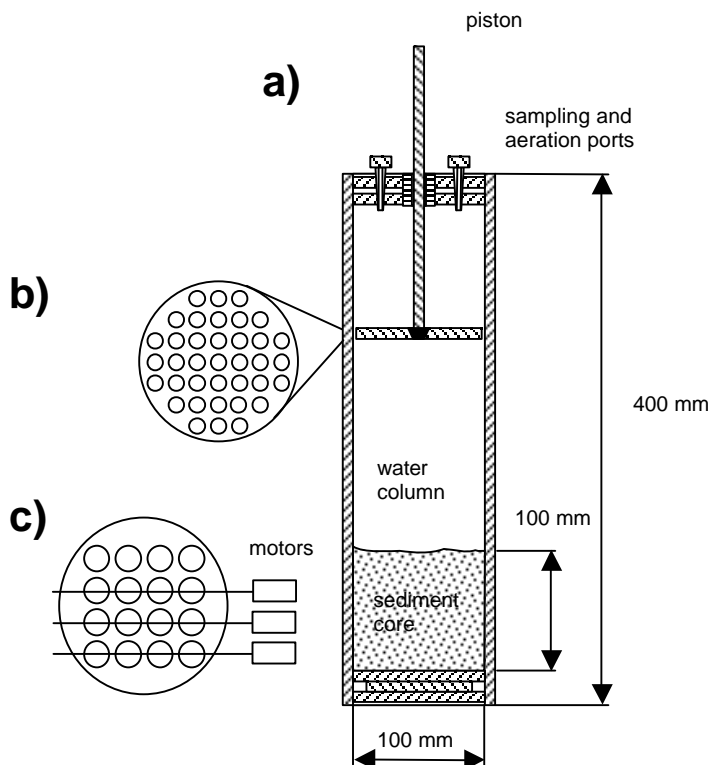 piston
a)
sampling and
aeration ports
b)
400 mm
water
column
c)
100 mm
motors
sediment
core
100 mm